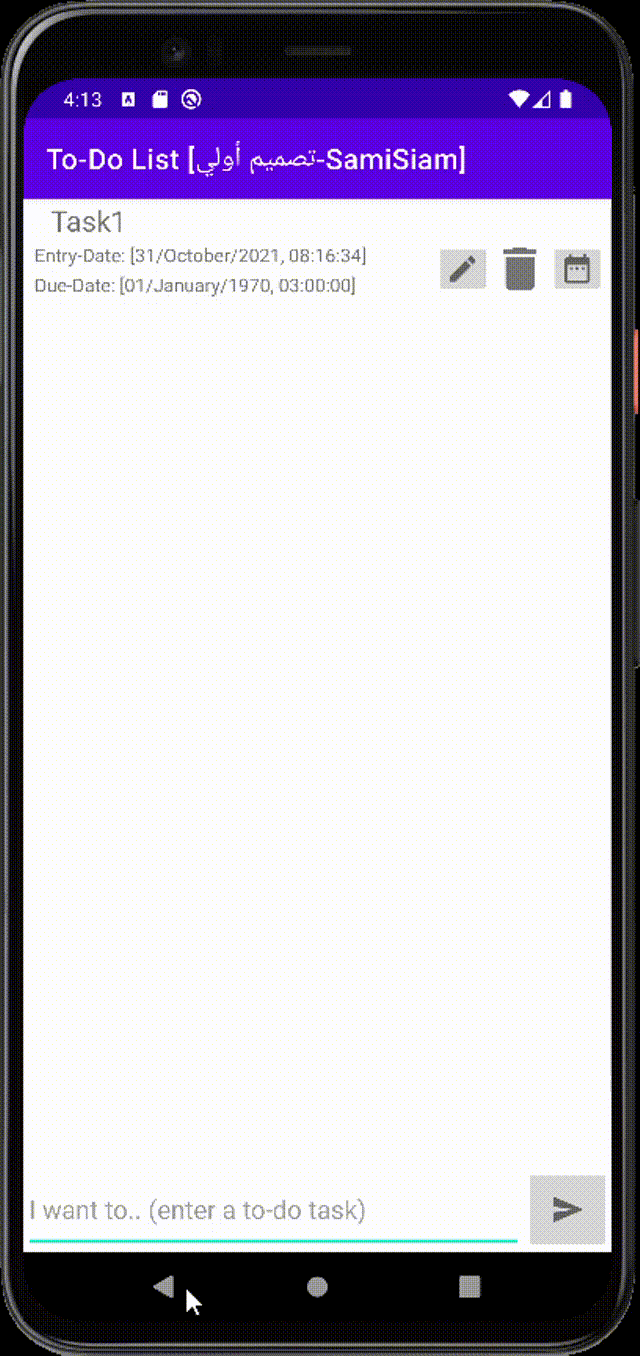 4:13
To-Do List [تصميم أولي-SamiSiam]
Task1
Entry-Date: [31/October/2021, 08:16:34]
Due-Date: [01/January/1970, 03:00:00]
I want to.. (enter a to-do task)